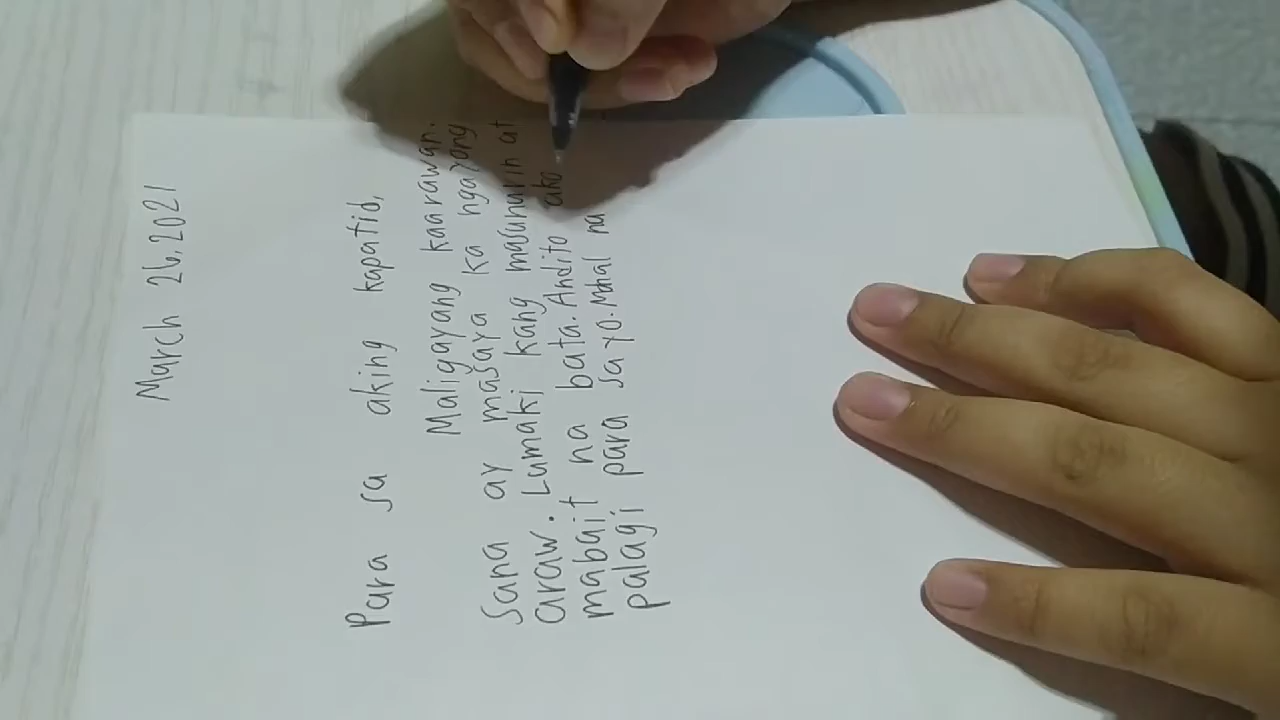 March 26, 2021
Para sa aking kapatid,
Maligayang kaarawan.
Sana ay masaya ka ngayong
araw. Lumaki kang masunurin at
mabait na bata. Andito ako
palagi para sayo. Mahal na